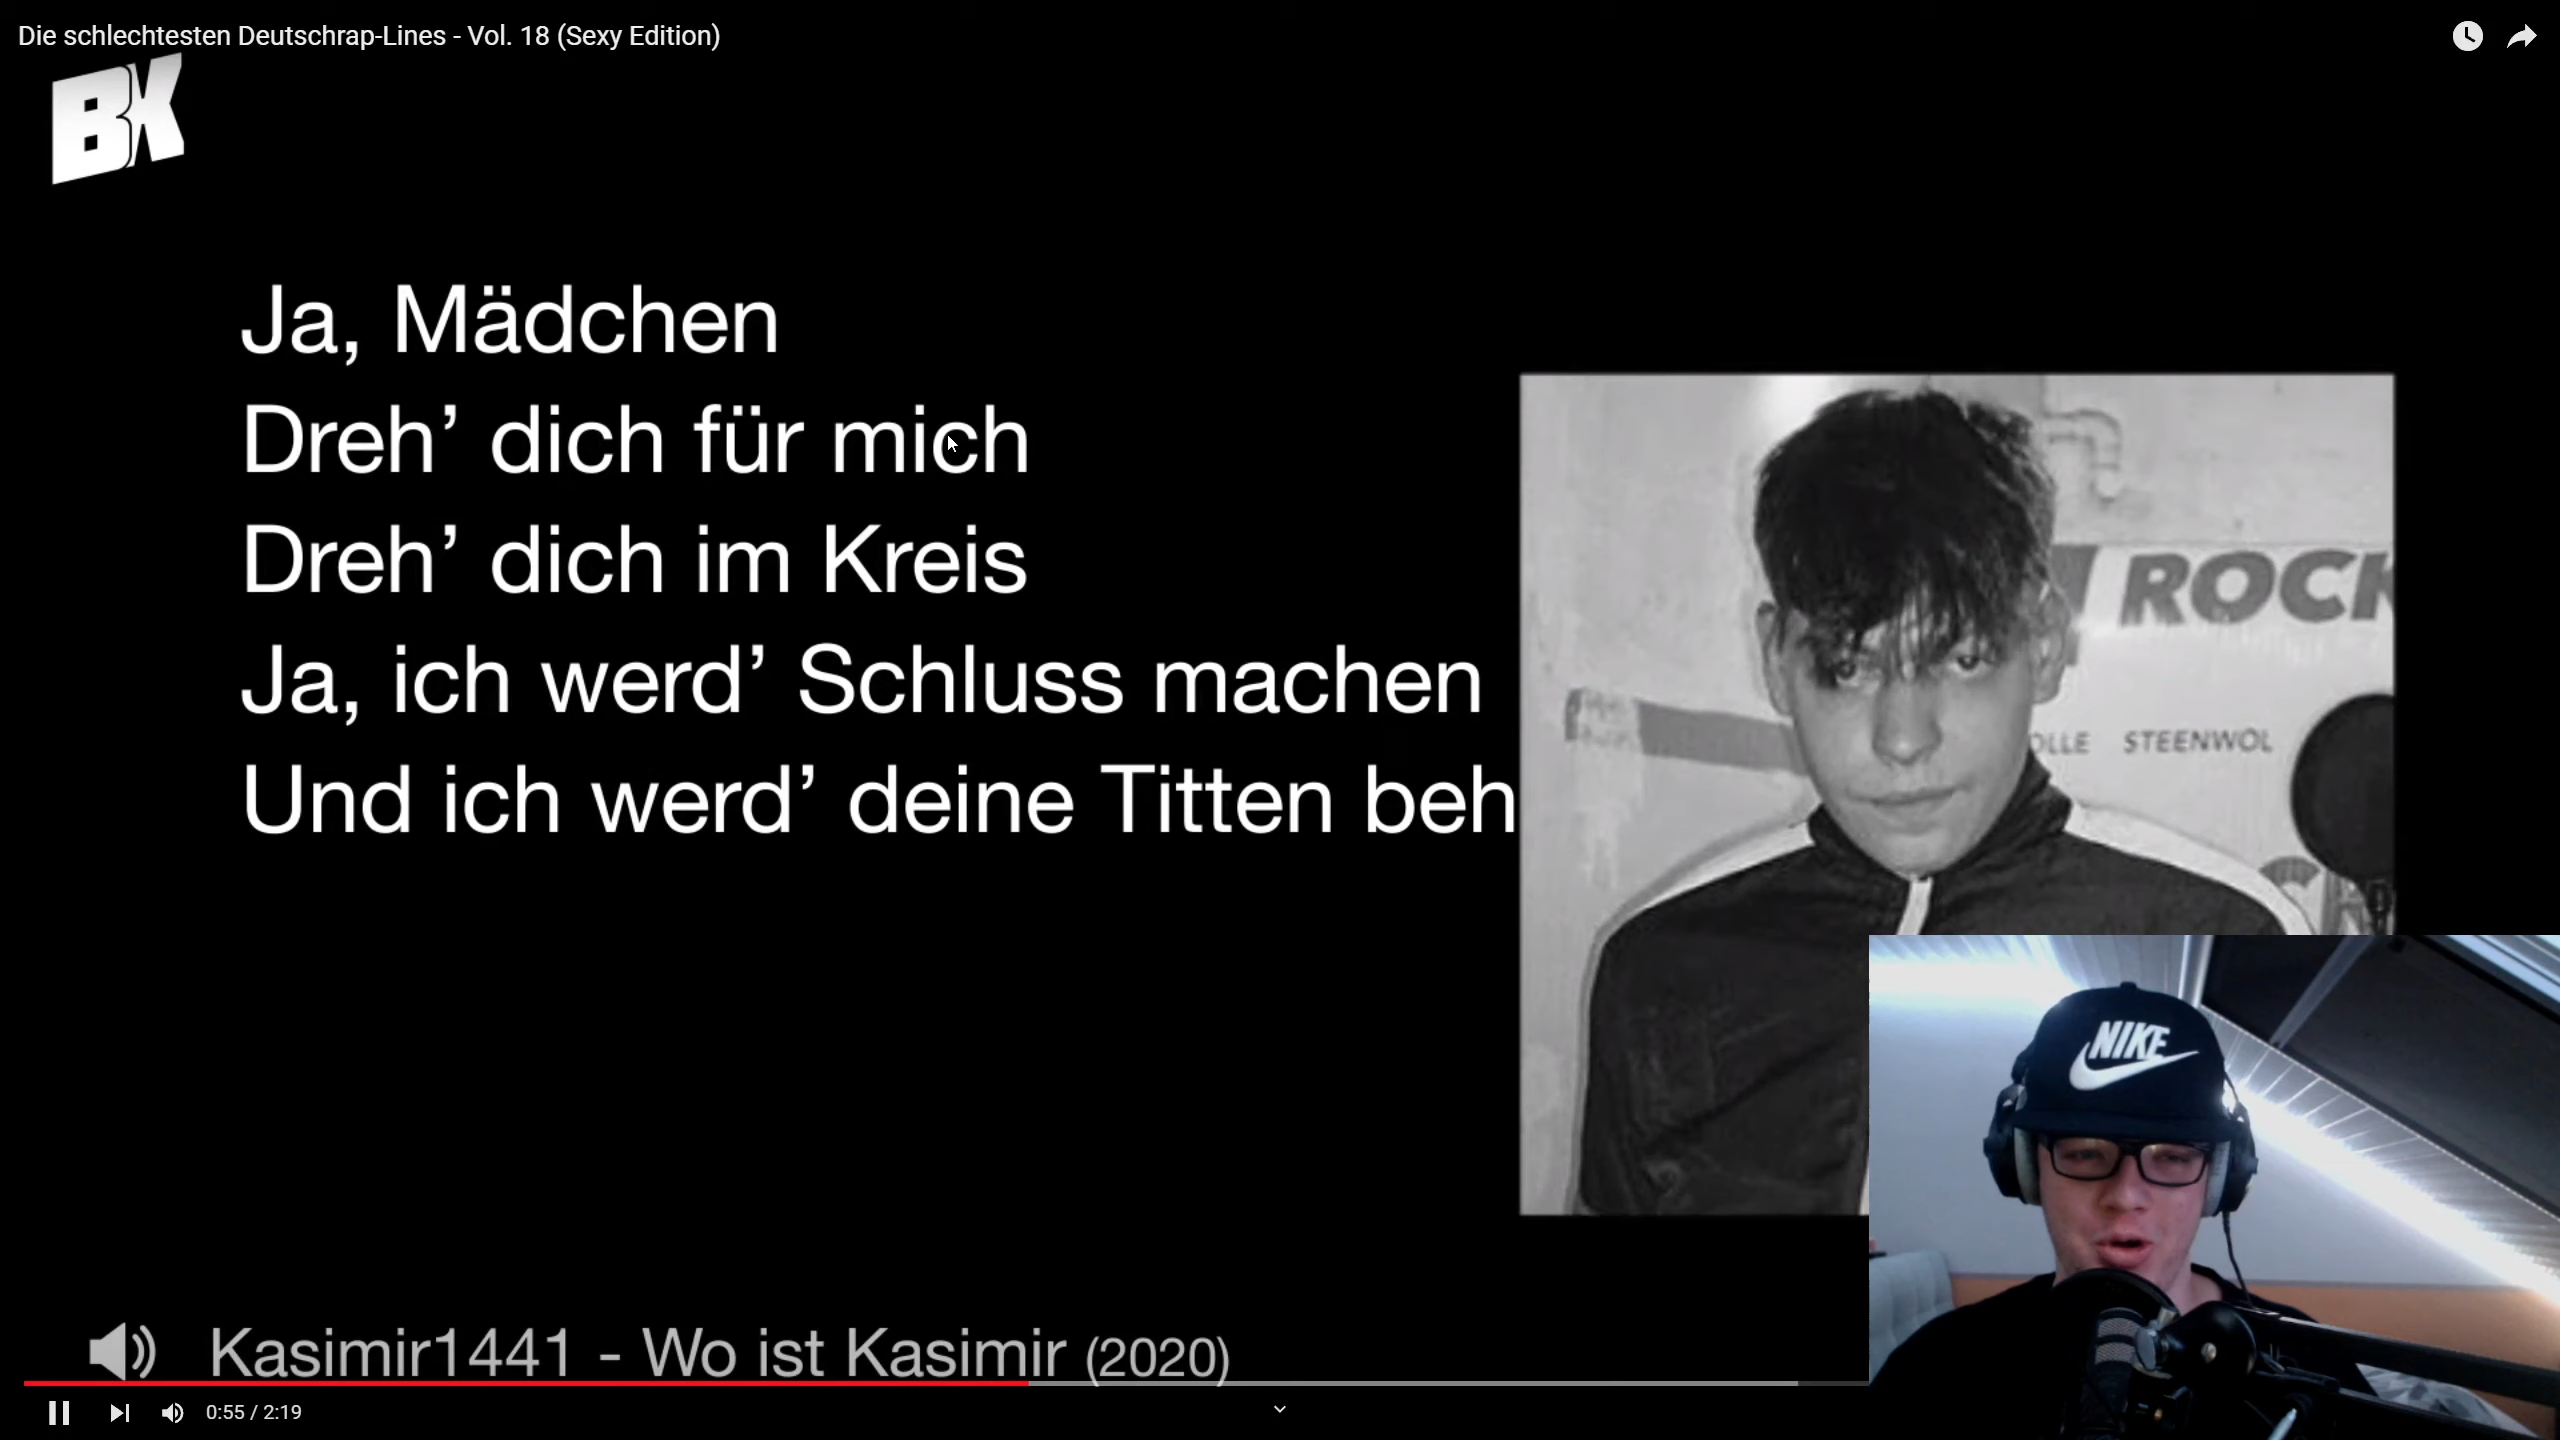 Die schlechtesten Deutschrap-Lines - Vol. 18 (Sexy Edition)
BK
Ja, Mädchen
Dreh’ dich für mich
Dreh’ dich im Kreis
Ja, ich werd’ Schluss machen
Und ich werd’ deine Titten beh
ROCK
OLLE STEENWOL
NIKE
Kasimir1441 - Wo ist Kasimir (2020)
0:55 / 2:19